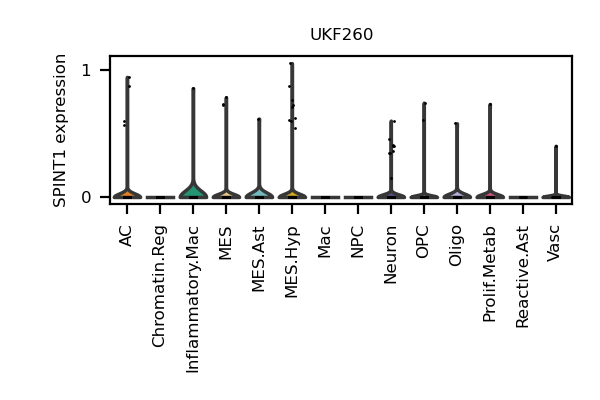 UKF260
SPINT1 expression
1
0
AC
Chromatin.Reg
Inflammatory.Mac
MES
MES.Ast
MES.Hyp
Mac
NPC
Neuron
OPC
Oligo
Prolif.Metab
Reactive.Ast
Vasc